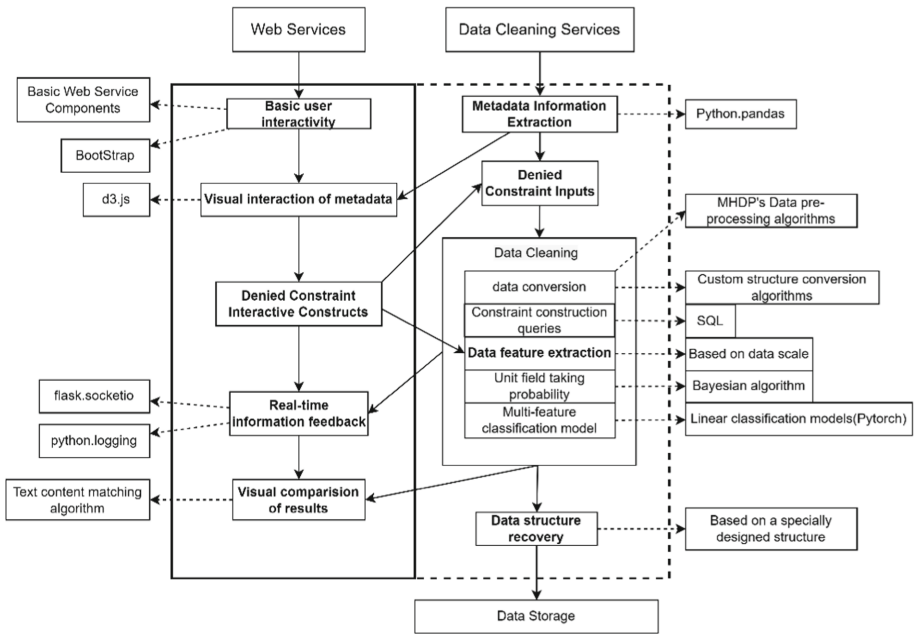 Web Services
Data Cleaning Services
Basic Web Service
Components
Basic user
interactivity
Metadata Information
Extraction
Python.pandas
BootStrap
Denied
Constraint Inputs
d3.js
Visual interaction of metadata
MHDP's Data pre-
processing algorithms
Data Cleaning
data conversion
Custom structure conversion
algorithms
Denied Constraint
Interactive Constructs
Constraint construction
queries
SQL
Data feature extraction
Based on data scale
Unit field taking
probability
Bayesian algorithm
flask.socketio
Real-time
information feedback
Multi-feature
classification model
Linear classification models(Pytorch)
python.logging
Text content matching
algorithm
Visual comparision
of results
Data structure
recovery
Based on a specially
designed structure
Data Storage